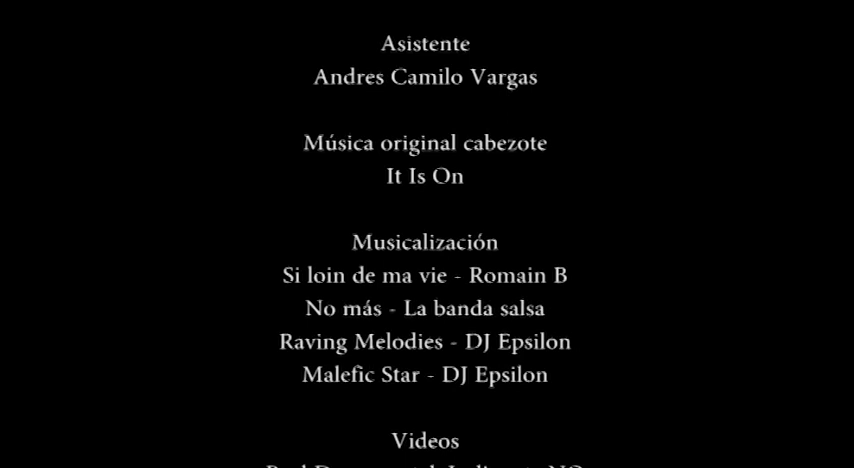 Asistente
Andres Camilo Vargas
Música original cabezote
It Is On
Musicalización
Si loin de ma vie - Romain B
No más - La banda salsa
Raving Melodies - DJ Epsilon
Malefic Star - DJ Epsilon
Videos